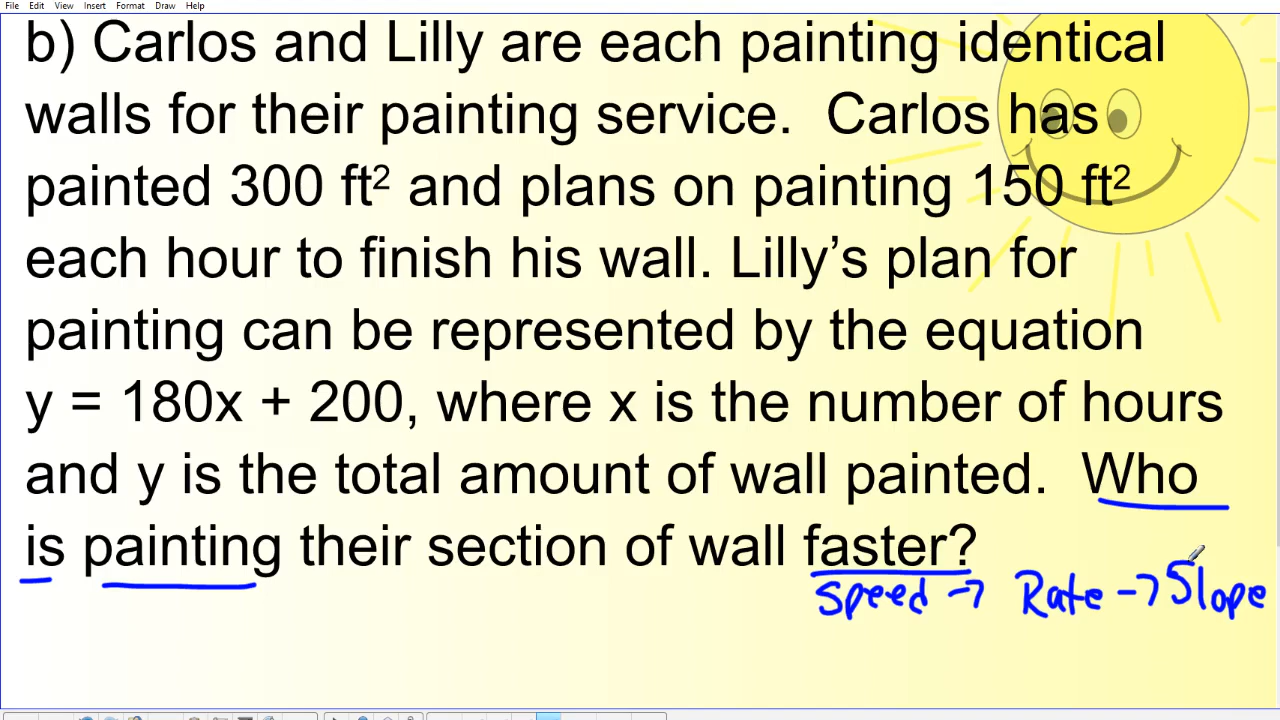 File Edit View Insert Format Draw Help
b) Carlos and Lilly are each painting identical
walls for their painting service. Carlos has
painted 300 ft² and plans on painting 150 ft²
each hour to finish his wall. Lilly’s plan for
painting can be represented by the equation
y = 180x + 200, where x is the number of hours
and y is the total amount of wall painted. Who
is painting their section of wall faster?
Speed → Rate → Slope